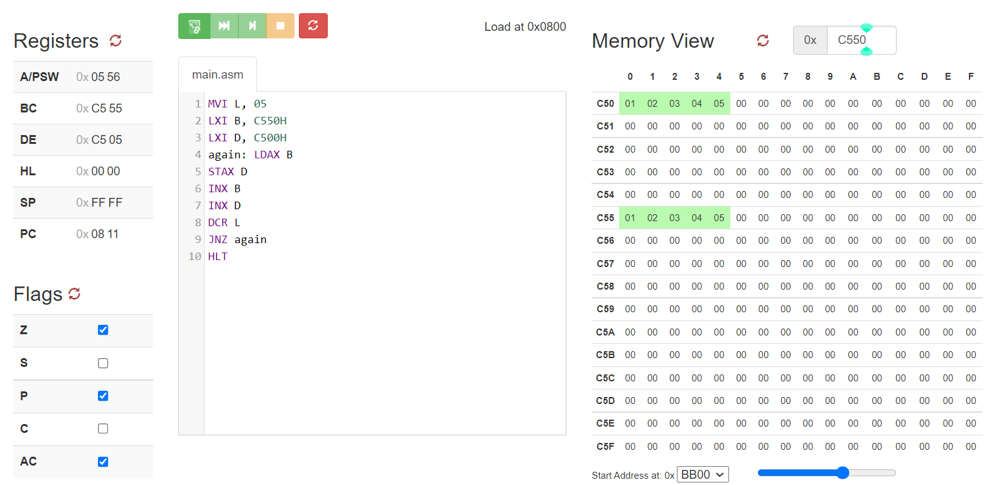 Registers
A/PSW 0x 05 56
BC 0x C5 55
DE 0x C5 05
HL 0x 00 00
SP 0x FF FF
PC 0x 08 11
Flags
Z
S
P
C
AC
Load at 0x0800
main.asm
1 MVI L, 05
2 LXI B, C550H
3 LXI D, C500H
4 again: LDAX B
5 STAX D
6 INX B
7 INX D
8 DCR L
9 JNZ again
10 HLT
Memory View 0x C550
0 1 2 3 4 5 6 7 8 9 A B C D E F
C50 01 02 03 04 05 00 00 00 00 00 00 00 00 00 00 00
C51 00 00 00 00 00 00 00 00 00 00 00 00 00 00 00 00
C52 00 00 00 00 00 00 00 00 00 00 00 00 00 00 00 00
C53 00 00 00 00 00 00 00 00 00 00 00 00 00 00 00 00
C54 00 00 00 00 00 00 00 00 00 00 00 00 00 00 00 00
C55 01 02 03 04 05 00 00 00 00 00 00 00 00 00 00 00
C56 00 00 00 00 00 00 00 00 00 00 00 00 00 00 00 00
C57 00 00 00 00 00 00 00 00 00 00 00 00 00 00 00 00
C58 00 00 00 00 00 00 00 00 00 00 00 00 00 00 00 00
C59 00 00 00 00 00 00 00 00 00 00 00 00 00 00 00 00
C5A 00 00 00 00 00 00 00 00 00 00 00 00 00 00 00 00
C5B 00 00 00 00 00 00 00 00 00 00 00 00 00 00 00 00
C5C 00 00 00 00 00 00 00 00 00 00 00 00 00 00 00 00
C5D 00 00 00 00 00 00 00 00 00 00 00 00 00 00 00 00
C5E 00 00 00 00 00 00 00 00 00 00 00 00 00 00 00 00
C5F 00 00 00 00 00 00 00 00 00 00 00 00 00 00 00 00
Start Address at: 0x BB00